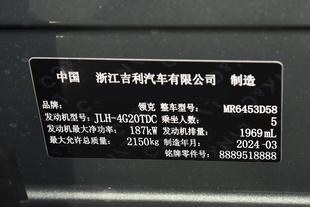 中国 浙江吉利汽车有限公司 制造
品牌: 领克 整车型号: MR6453D58
发动机型号: JLH-4G20TDC 乘坐人数: 5
发动机最大净功率: 187kW 发动机排量: 1969mL
最大允许总质量: 2150kg 制造年月: 2024-03
铭牌零件号: 8889518888